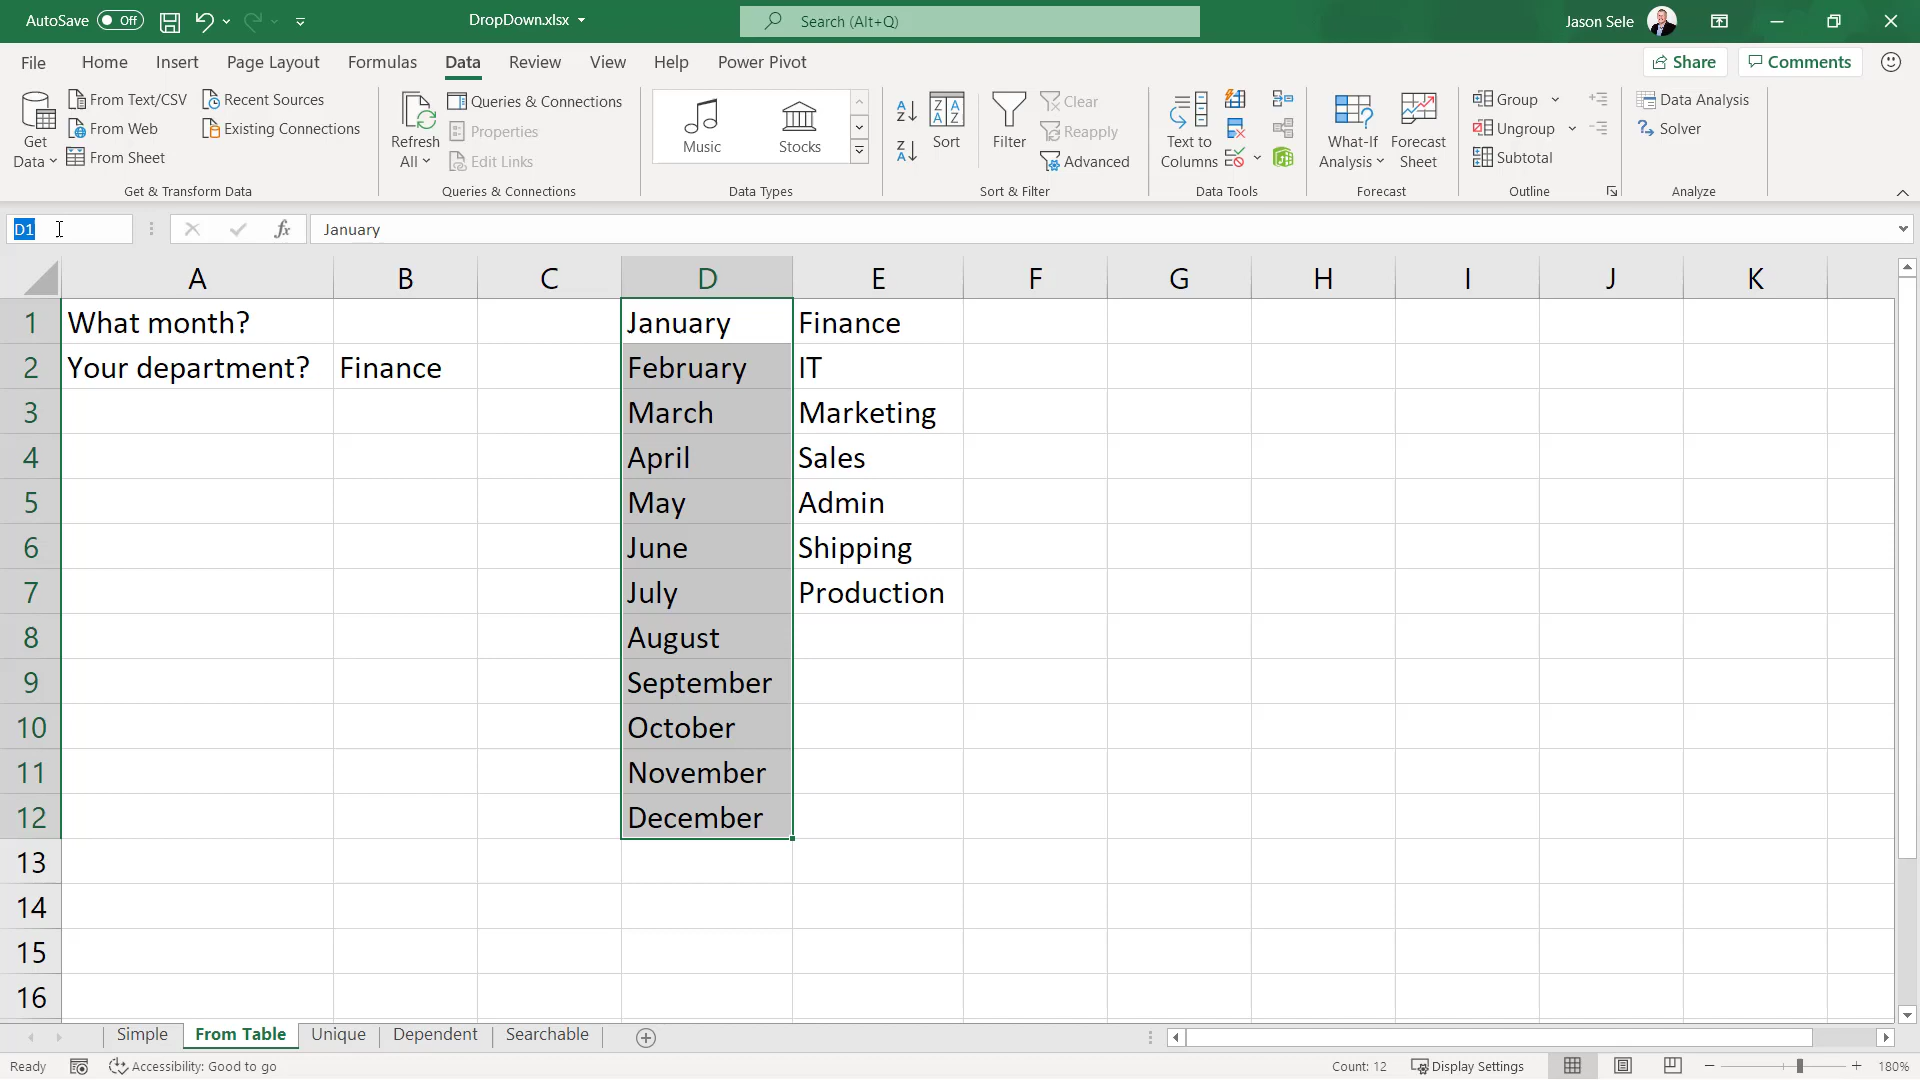 AutoSave Off DropDown.xlsx Search (Alt+Q) Jason Sele
File Home Insert Page Layout Formulas Data Review View Help Power Pivot Share Comments
Get Data
From Text/CSV
From Web
From Sheet
Recent Sources
Existing Connections
Get & Transform Data
Refresh All
Queries & Connections
Properties
Edit Links
Queries & Connections
Music Stocks
Data Types
Sort
Filter
Clear
Reapply
Advanced
Sort & Filter
Text to Columns
Data Tools
What-If Analysis
Forecast Sheet
Forecast
Group
Ungroup
Subtotal
Outline
Data Analysis
Solver
Analyze
D1 fx January
A B C D E F G H I J K
1 What month? January Finance
2 Your department? Finance February IT
3 March Marketing
4 April Sales
5 May Admin
6 June Shipping
7 July Production
8 August
9 September
10 October
11 November
12 December
13
14
15
16
Simple From Table Unique Dependent Searchable
Ready Accessibility: Good to go Count: 12 Display Settings 180%